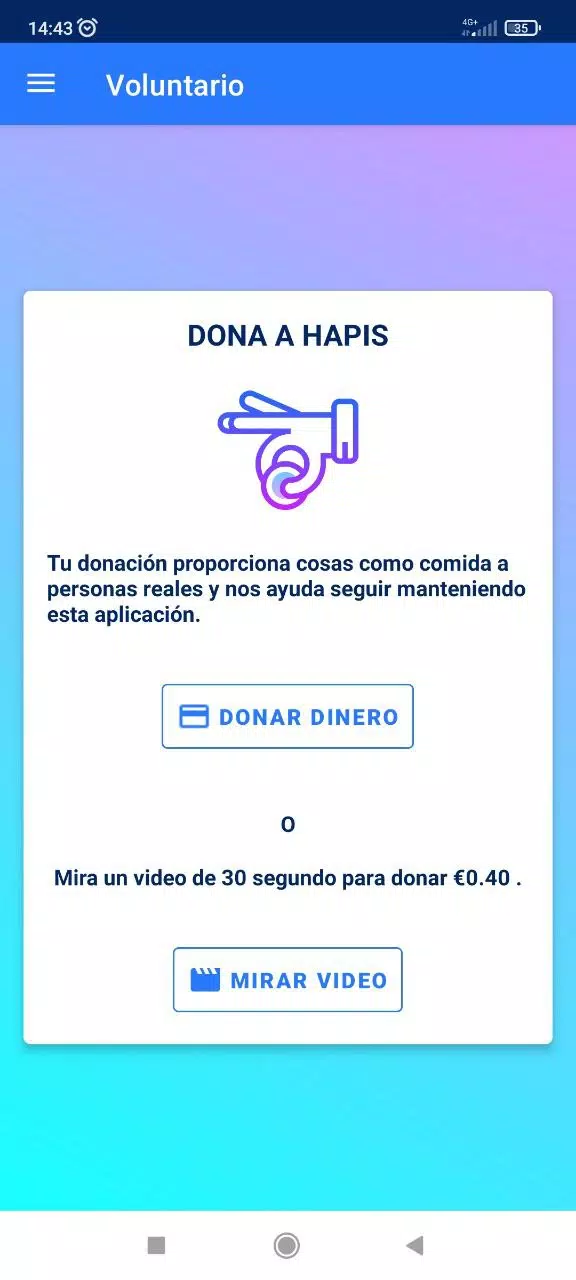 14:43
4G+
35
Voluntario
DONA A HAPIS
Tu donación proporciona cosas como comida a
personas reales y nos ayuda seguir manteniendo
esta aplicación.
DONAR DINERO
O
Mira un video de 30 segundo para donar €0.40 .
MIRAR VIDEO